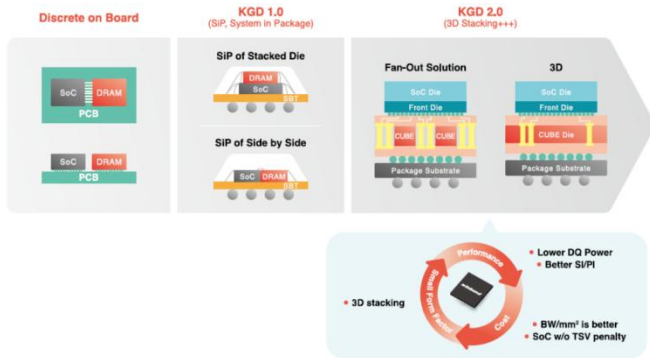 Discrete on Board
KGD 1.0
(SiP, System in Package)
KGD 2.0
(3D Stacking+++)
SoC
DRAM
PCB
SoC
DRAM
PCB
SiP of Stacked Die
DRAM
SoC
SBT
SiP of Side by Side
SoC
DRAM
SBT
Fan-Out Solution
SoC Die
Front Die
CUBE
CUBE
Package Substrate
3D
SoC Die
Front Die
CUBE Die
Package Substrate
Performance
Cost
Small Form Factor
• Lower DQ Power
• Better SI/PI
• 3D stacking
• BW/mm² is better
• SoC w/o TSV penalty